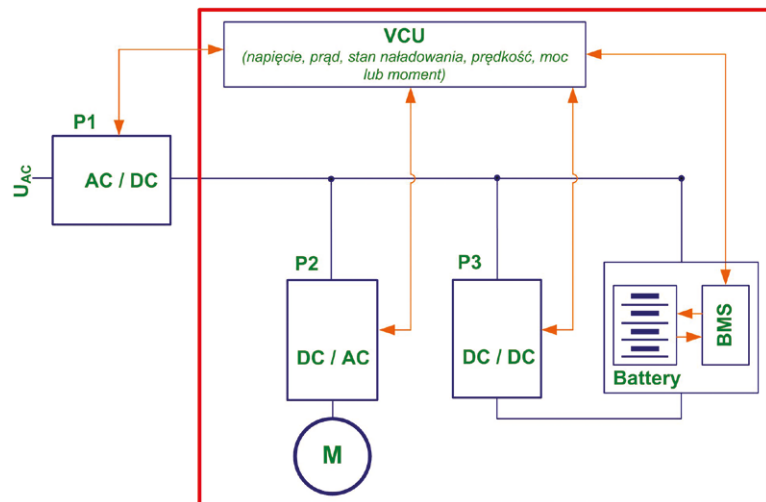 VCU
(napięcie, prąd, stan naładowania, prędkość, moc
lub moment)
P1
AC / DC
UAC
P2
DC / AC
M
P3
DC / DC
BMS
Battery